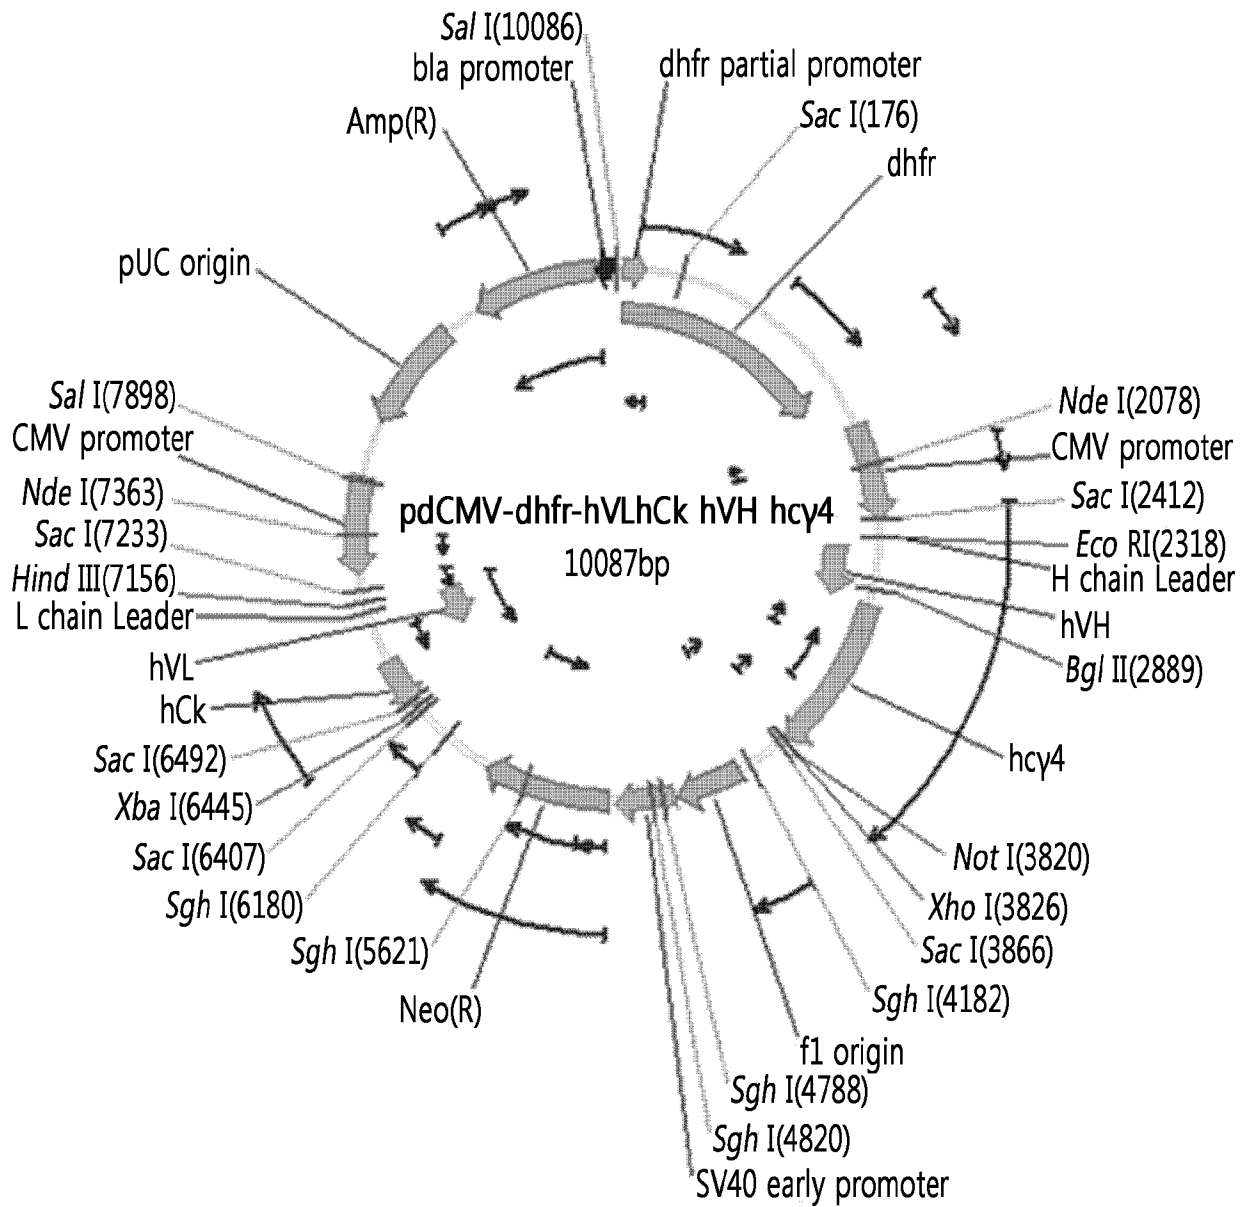 Sal I(10086)
bla promoter
dhfr partial promoter
Amp(R)
Sac I(176)
dhfr
pUC origin
Sal I(7898)
CMV promoter
Nde I(7363)
Sac I(7233)
Hind III(7156)
L chain Leader
hVL
hCk
Sac I(6492)
Xba I(6445)
Sac I(6407)
Sgh I(6180)
Sgh I(5621)
Neo(R)
pdCMV-dhfr-hVLhCk hVH hcγ4
10087bp
Nde I(2078)
CMV promoter
Sac I(2412)
Eco RI(2318)
H chain Leader
hVH
Bgl II(2889)
hcγ4
Not I(3820)
Xho I(3826)
Sac I(3866)
Sgh I(4182)
f1 origin
Sgh I(4788)
Sgh I(4820)
SV40 early promoter